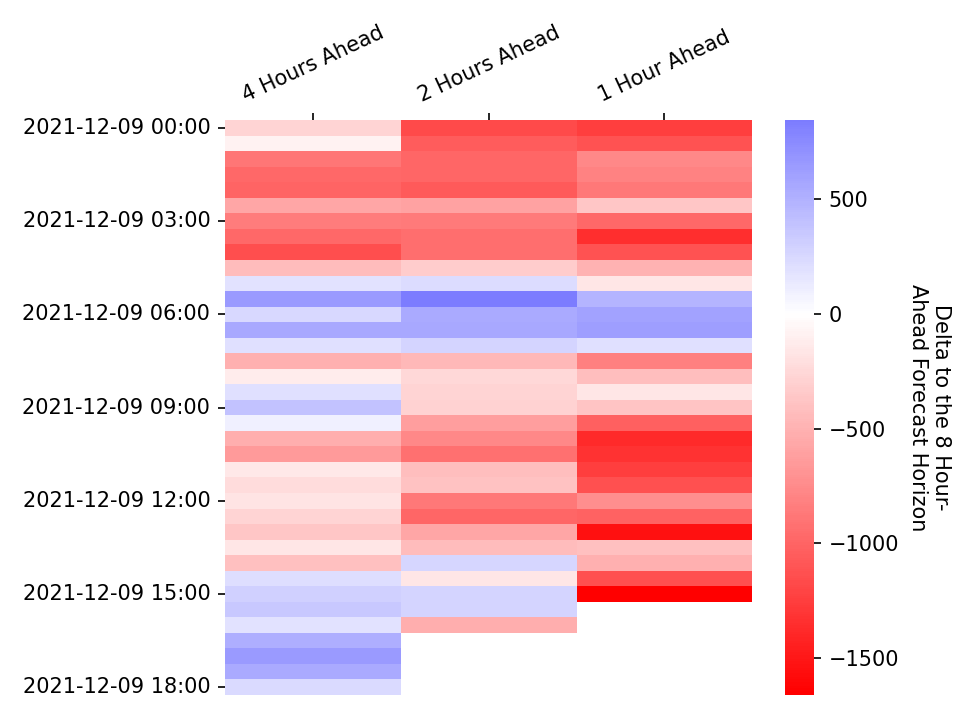 4 Hours Ahead
2 Hours Ahead
1 Hour Ahead
2021-12-09 00:00
2021-12-09 03:00
2021-12-09 06:00
2021-12-09 09:00
2021-12-09 12:00
2021-12-09 15:00
2021-12-09 18:00
500
0
−500
−1000
−1500
Delta to the 8 Hour-
Ahead Forecast Horizon